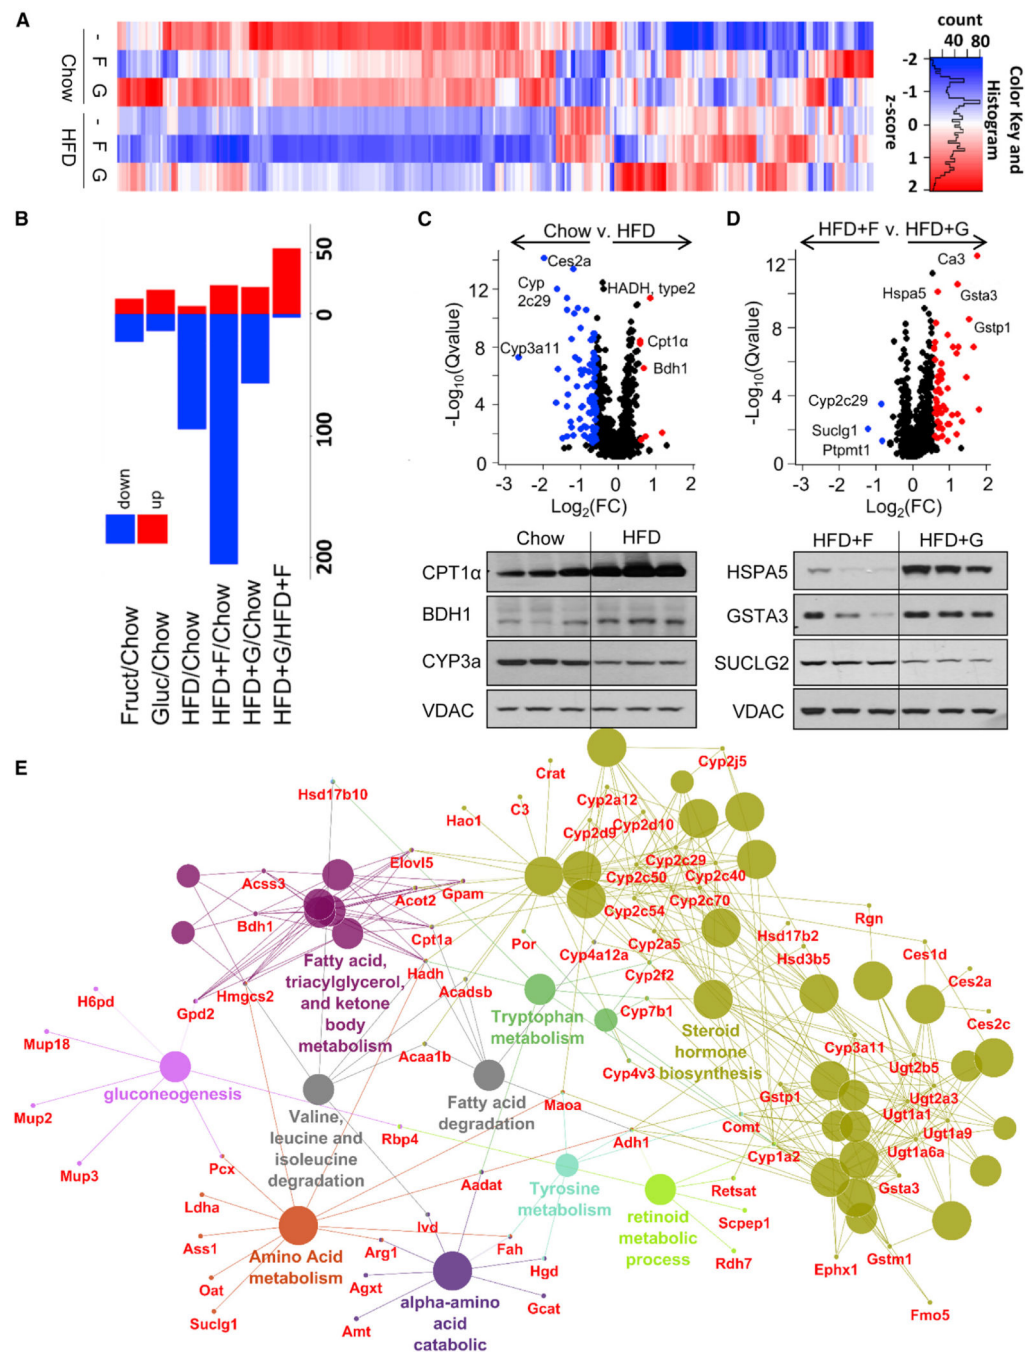 A
Chow
HFD
-
F
G
-
F
G
count
40 80
-2
-1
0
1
2
z-score
Color Key and
Histogram
B
50
0
100
200
down
up
Fruct/Chow
Gluc/Chow
HFD/Chow
HFD+F/Chow
HFD+G/Chow
HFD+G/HFD+F
C
Chow v. HFD
Ces2a
Cyp
2c29
HADH, type2
Cyp3a11
Cpt1α
Bdh1
12
8
4
0
-Log10(Qvalue)
-3 -2 -1 0 1 2
Log2(FC)
Chow HFD
CPT1α
BDH1
CYP3a
VDAC
D
HFD+F v. HFD+G
Ca3
Hspa5
Gsta3
Gstp1
Cyp2c29
Suclg1
Ptpmt1
12
8
4
0
-Log10(Qvalue)
-3 -2 -1 0 1 2
Log2(FC)
HFD+F HFD+G
HSPA5
GSTA3
SUCLG2
VDAC
E
Hsd17b10
Crat
Cyp2j5
Hao1
C3
Cyp2a12
Cyp2d9
Cyp2d10
Elovl5
Cyp2c29
Acss3
Acot2
Gpam
Cyp2c50
Cyp2c40
Cyp2c54
Cyp2c70
Bdh1
Cpt1a
Por
Rgn
Hsd17b2
Cyp4a12a
Cyp2a5
Hsd3b5
Ces1d
Fatty acid,
triacylglycerol,
and ketone
body
metabolism
Hadh
Cyp2f2
Ces2a
H6pd
Hmgcs2
Gpd2
Acadsb
Cyp7b1
Ces2c
Tryptophan
metabolism
Steroid
hormone
biosynthesis
Mup18
Acaa1b
Cyp3a11
Cyp4v3
Ugt2b5
gluconeogenesis
Fatty acid
degradation
Maoa
Gstp1
Ugt2a3
Mup2
Valine,
leucine and
isoleucine
degradation
Ugt1a1
Rbp4
Adh1
Comt
Ugt1a9
Ugt1a6a
Mup3
Pcx
Cyp1a2
Aadat
Tyrosine
metabolism
Retsat
Gsta3
Ldha
retinoid
metabolic
process
Scpep1
Ivd
Ass1
Arg1
Fah
Amino Acid
metabolism
Rdh7
Gstm1
Ephx1
Oat
Agxt
Hgd
Suclg1
alpha-amino
acid
catabolic
Gcat
Amt
Fmo5